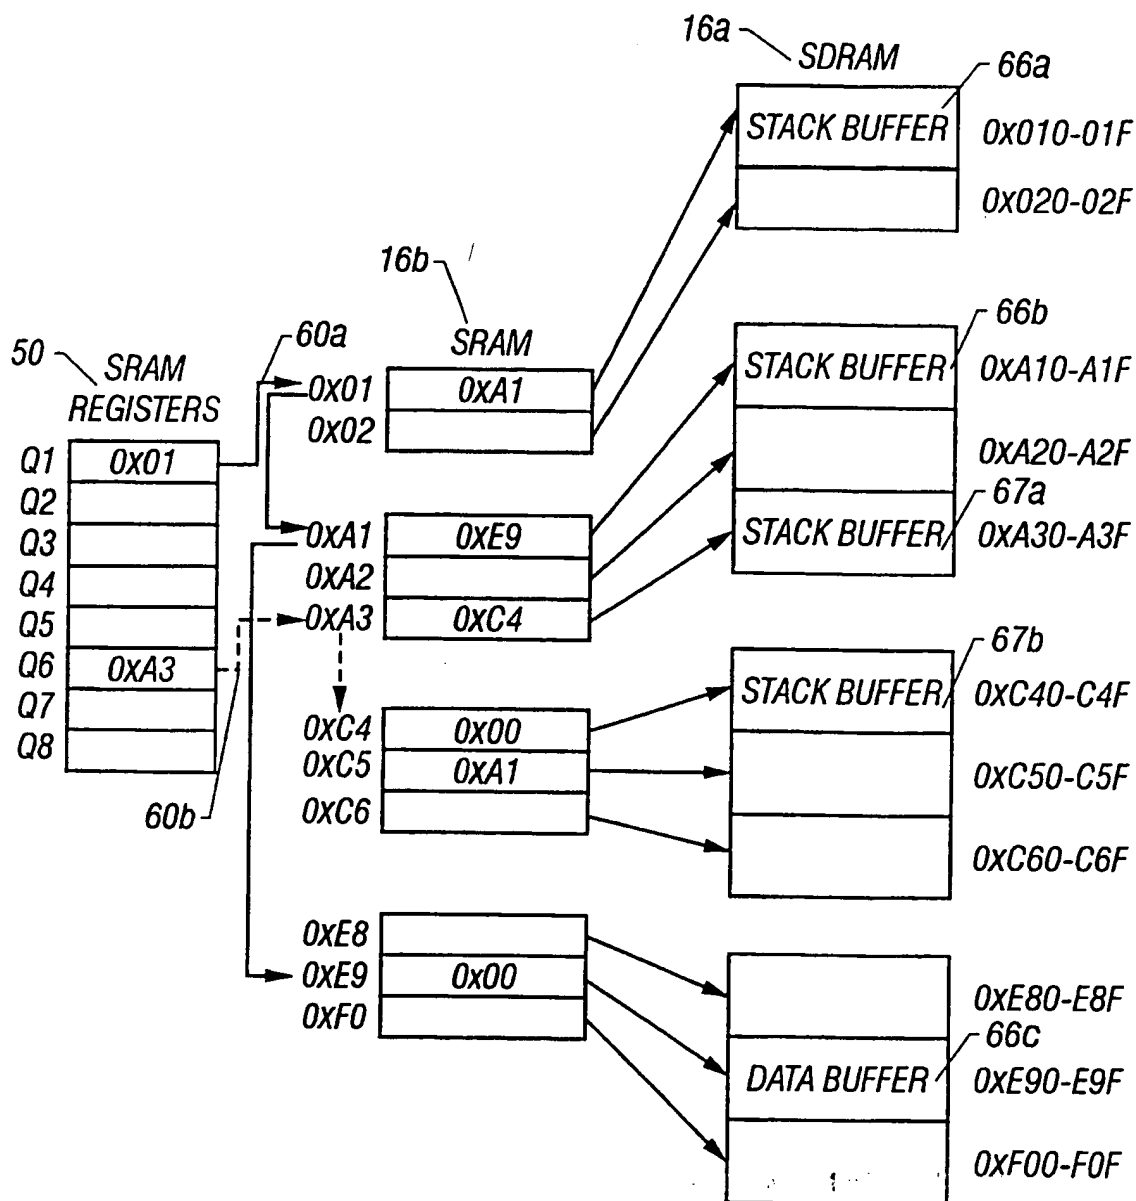 16a
SDRAM
66a
STACK BUFFER
0X010-01F
0X020-02F
16b
SRAM
60a
50
SRAM
REGISTERS
66b
STACK BUFFER
0XA10-A1F
0XA20-A2F
67a
STACK BUFFER
0XA30-A3F
0X01
0XA1
0X02
Q1
0X01
Q2
Q3
Q4
Q5
Q6
0XA3
Q7
Q8
0XA1
0XE9
0XA2
0XA3
0XC4
60b
67b
STACK BUFFER
0XC40-C4F
0XC50-C5F
0XC60-C6F
0XC4
0X00
0XC5
0XA1
0XC6
0XE8
0XE9
0X00
0XF0
0XE80-E8F
66c
DATA BUFFER
0XE90-E9F
0XF00-F0F